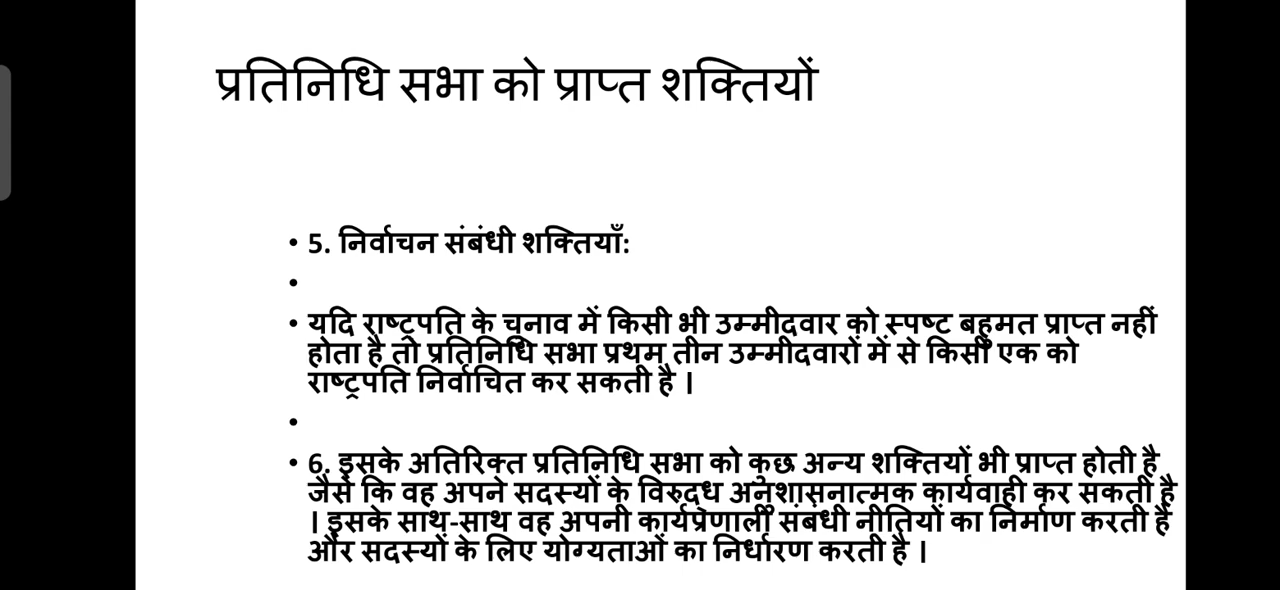 प्रतिनिधि सभा को प्राप्त शक्तियों
• 5. निर्वाचन संबंधी शक्तियाँ:
•
• यदि राष्ट्रपति के चुनाव में किसी भी उम्मीदवार को स्पष्ट बहुमत प्राप्त नहीं
होता है तो प्रतिनिधि सभा प्रथम तीन उम्मीदवारों में से किसी एक को
राष्ट्रपति निर्वाचित कर सकती है ।
•
• 6. इसके अतिरिक्त प्रतिनिधि सभा को कुछ अन्य शक्तियों भी प्राप्त होती है
जैसे कि वह अपने सदस्यों के विरुद्ध अनुशासनात्मक कार्यवाही कर सकती है
। इसके साथ-साथ वह अपनी कार्यप्रणाली संबंधी नीतियों का निर्माण करती है
और सदस्यों के लिए योग्यताओं का निर्धारण करती है ।